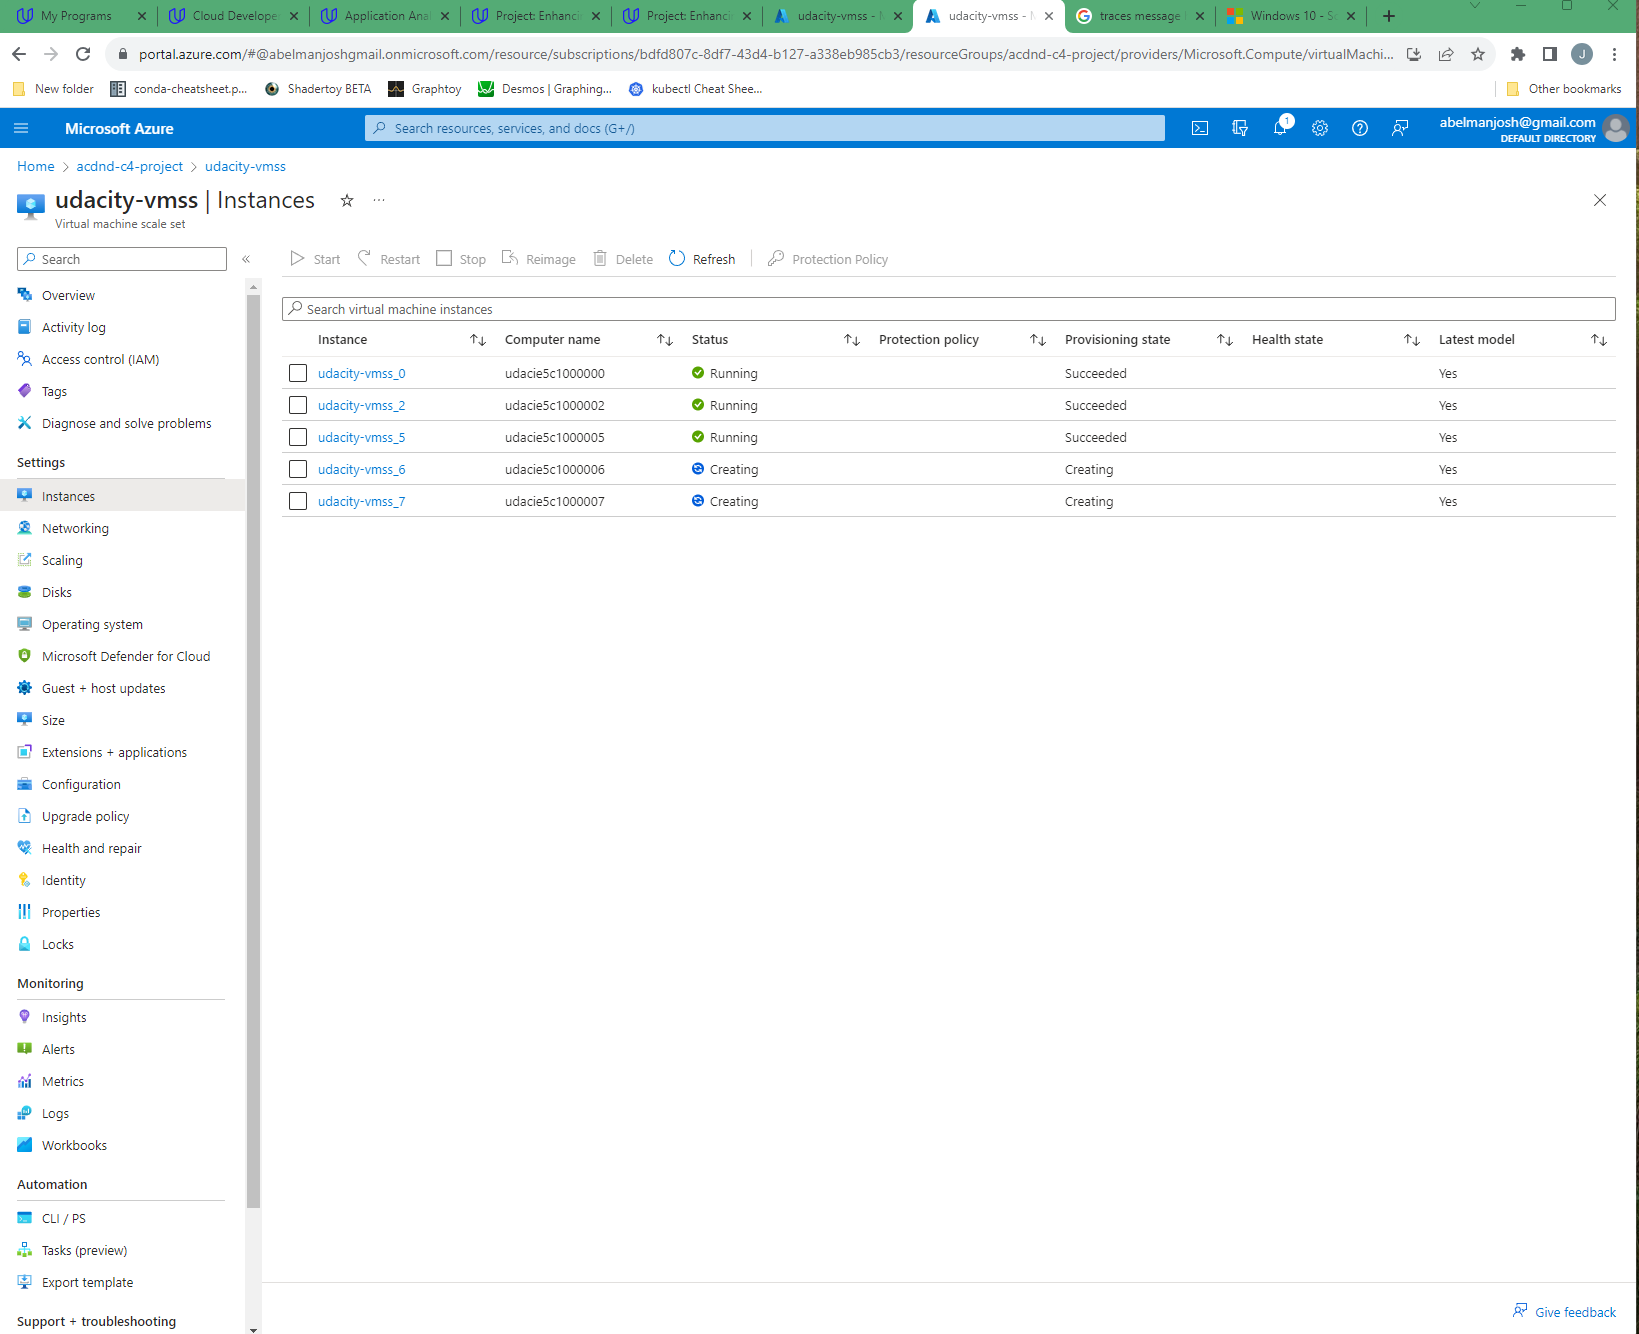 My Programs
Cloud Develope
Application Anal
Project: Enhanci
Project: Enhanci
udacity-vmss - M
udacity-vmss - M
traces message
Windows 10 - Sc
portal.azure.com/#@abelmanjoshgmail.onmicrosoft.com/resource/subscriptions/bdfd807c-8df7-43d4-b127-a338eb985cb3/resourceGroups/acdnd-c4-project/providers/Microsoft.Compute/virtualMachi...
J
New folder
conda-cheatsheet.p...
Shadertoy BETA
Graphtoy
Desmos | Graphing...
kubectl Cheat Shee...
Other bookmarks
Microsoft Azure
Search resources, services, and docs (G+/)
1
abelmanjosh@gmail.com
DEFAULT DIRECTORY
Home > acdnd-c4-project > udacity-vmss
udacity-vmss | Instances
Virtual machine scale set
Search
Start Restart Stop Reimage Delete Refresh Protection Policy
Search virtual machine instances
Instance Computer name Status Protection policy Provisioning state Health state Latest model
udacity-vmss_0 udacie5c1000000 Running Succeeded Yes
udacity-vmss_2 udacie5c1000002 Running Succeeded Yes
udacity-vmss_5 udacie5c1000005 Running Succeeded Yes
udacity-vmss_6 udacie5c1000006 Creating Creating Yes
udacity-vmss_7 udacie5c1000007 Creating Creating Yes
Overview
Activity log
Access control (IAM)
Tags
Diagnose and solve problems
Settings
Instances
Networking
Scaling
Disks
Operating system
Microsoft Defender for Cloud
Guest + host updates
Size
Extensions + applications
Configuration
Upgrade policy
Health and repair
Identity
Properties
Locks
Monitoring
Insights
Alerts
Metrics
Logs
Workbooks
Automation
CLI / PS
Tasks (preview)
Export template
Support + troubleshooting
Give feedback